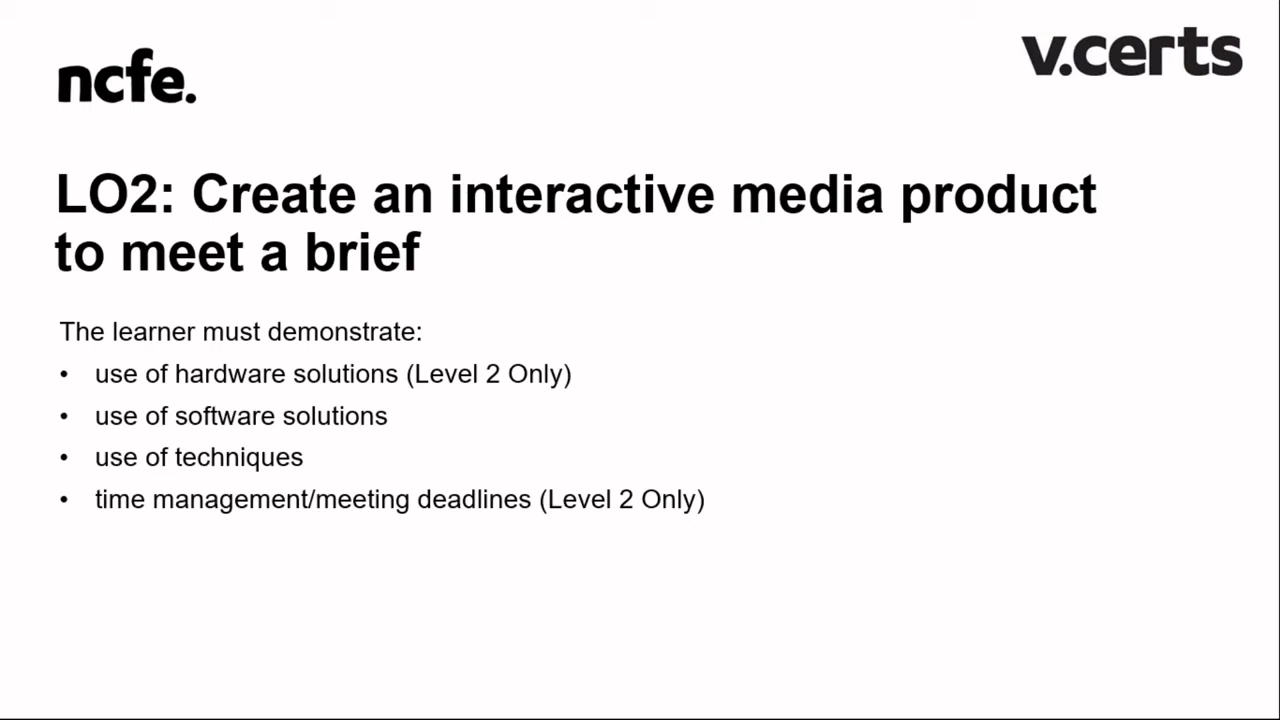 ncfe.
v.certs
LO2: Create an interactive media product
to meet a brief
The learner must demonstrate:
• use of hardware solutions (Level 2 Only)
• use of software solutions
• use of techniques
• time management/meeting deadlines (Level 2 Only)